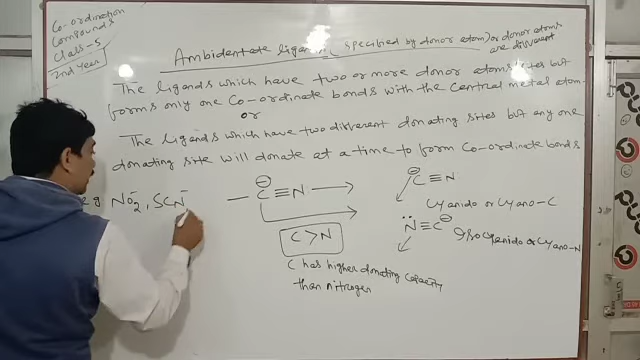 Co-ordination
Compounds
Class-5
2nd Year
Ambidentate ligands (specified by donor atom) or donor atoms
are different
The ligands which have two or more donor atoms/sites but
forms only one Co-ordinate bonds with the Central metal atom.
or
The ligands which have two different donating sites but any one
donating site will donate at a time to form Co-ordinate bonds
eg NO₂⁻, SCN⁻
– C⊖≡N →
C > N
C has higher donating capacity
than nitrogen
⊖C≡N
Cyanido or Cyano-C
N̈≡C⊖
Isocyanido or Cyano-N